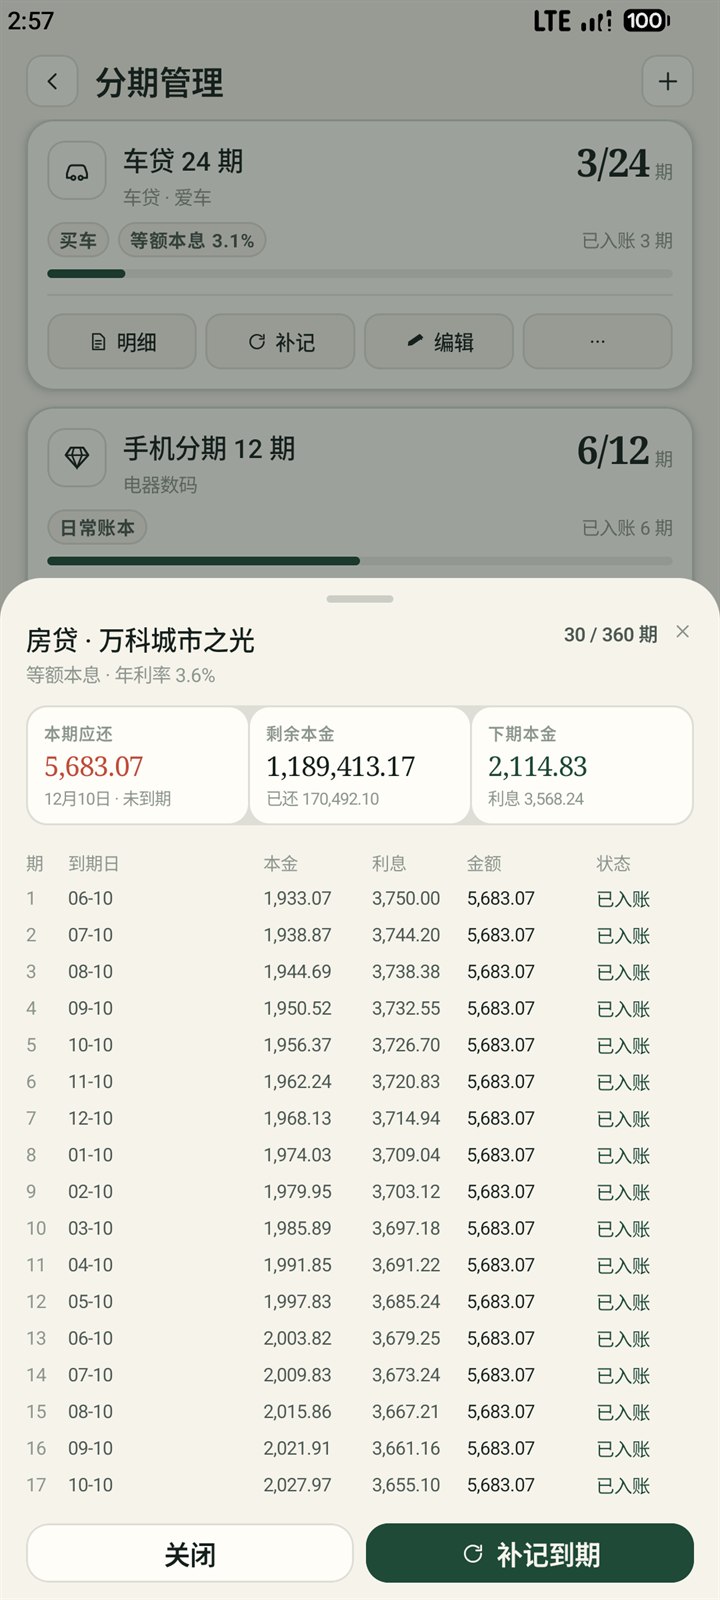 2:57 LTE 100
分期管理
车贷 24 期 3/24 期
车贷 · 爱车
买车 等额本息 3.1% 已入账 3 期
明细 补记 编辑 ...
手机分期 12 期 6/12 期
电器数码
日常账本 已入账 6 期
房贷 · 万科城市之光 30 / 360 期
等额本息 · 年利率 3.6%
本期应还 剩余本金 下期本金
5,683.07 1,189,413.17 2,114.83
12月10日 · 未到期 已还 170,492.10 利息 3,568.24
期 到期日 本金 利息 金额 状态
1 06-10 1,933.07 3,750.00 5,683.07 已入账
2 07-10 1,938.87 3,744.20 5,683.07 已入账
3 08-10 1,944.69 3,738.38 5,683.07 已入账
4 09-10 1,950.52 3,732.55 5,683.07 已入账
5 10-10 1,956.37 3,726.70 5,683.07 已入账
6 11-10 1,962.24 3,720.83 5,683.07 已入账
7 12-10 1,968.13 3,714.94 5,683.07 已入账
8 01-10 1,974.03 3,709.04 5,683.07 已入账
9 02-10 1,979.95 3,703.12 5,683.07 已入账
10 03-10 1,985.89 3,697.18 5,683.07 已入账
11 04-10 1,991.85 3,691.22 5,683.07 已入账
12 05-10 1,997.83 3,685.24 5,683.07 已入账
13 06-10 2,003.82 3,679.25 5,683.07 已入账
14 07-10 2,009.83 3,673.24 5,683.07 已入账
15 08-10 2,015.86 3,667.21 5,683.07 已入账
16 09-10 2,021.91 3,661.16 5,683.07 已入账
17 10-10 2,027.97 3,655.10 5,683.07 已入账
关闭 补记到期